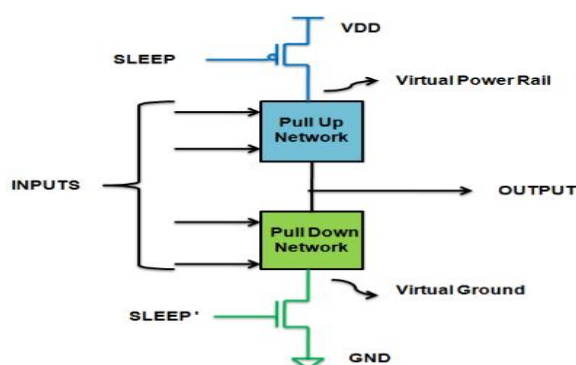 VDD
SLEEP
Virtual Power Rail
Pull Up
Network
INPUTS
OUTPUT
Pull Down
Network
Virtual Ground
SLEEP'
GND